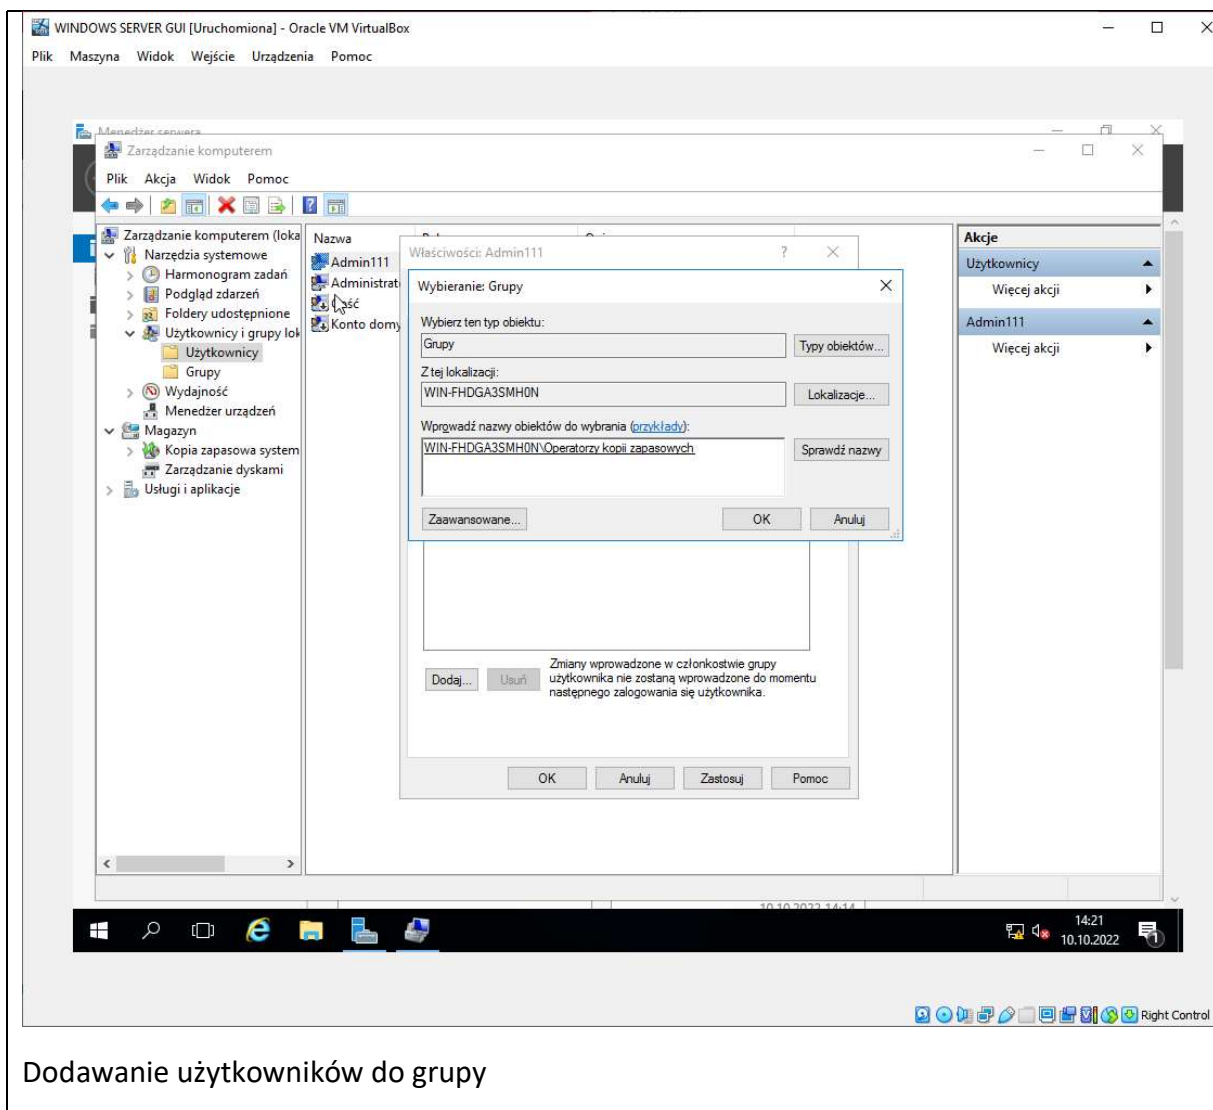 WINDOWS SERVER GUI [Uruchomiona] - Oracle VM VirtualBox
Plik Maszyna Widok Wejście Urządzenia Pomoc
Menedżer serwera
Zarządzanie komputerem
Plik Akcja Widok Pomoc
Zarządzanie komputerem (loka
Narzędzia systemowe
Harmonogram zadań
Podgląd zdarzeń
Foldery udostępnione
Użytkownicy i grupy lok
Użytkownicy
Grupy
Wydajność
Menedżer urządzeń
Magazyn
Kopia zapasowa system
Zarządzanie dyskami
Usługi i aplikacje
Nazwa
Admin111
Administrat
Gość
Konto domy
Właściwości: Admin111
Wybieranie: Grupy
Wybierz ten typ obiektu:
Grupy
Typy obiektów...
Z tej lokalizacji:
WIN-FHDGA3SMH0N
Lokalizacje...
Wprowadź nazwy obiektów do wybrania (przykłady):
WIN-FHDGA3SMH0N\Operatorzy kopii zapasowych
Sprawdź nazwy
Zaawansowane...
OK
Anuluj
Dodaj...
Usuń
Zmiany wprowadzone w członkostwie grupy
użytkownika nie zostaną wprowadzone do momentu
następnego zalogowania się użytkownika.
OK
Anuluj
Zastosuj
Pomoc
Akcje
Użytkownicy
Więcej akcji
Admin111
Więcej akcji
10.10.2022 14:14
14:21
10.10.2022
1
Right Control
Dodawanie użytkowników do grupy